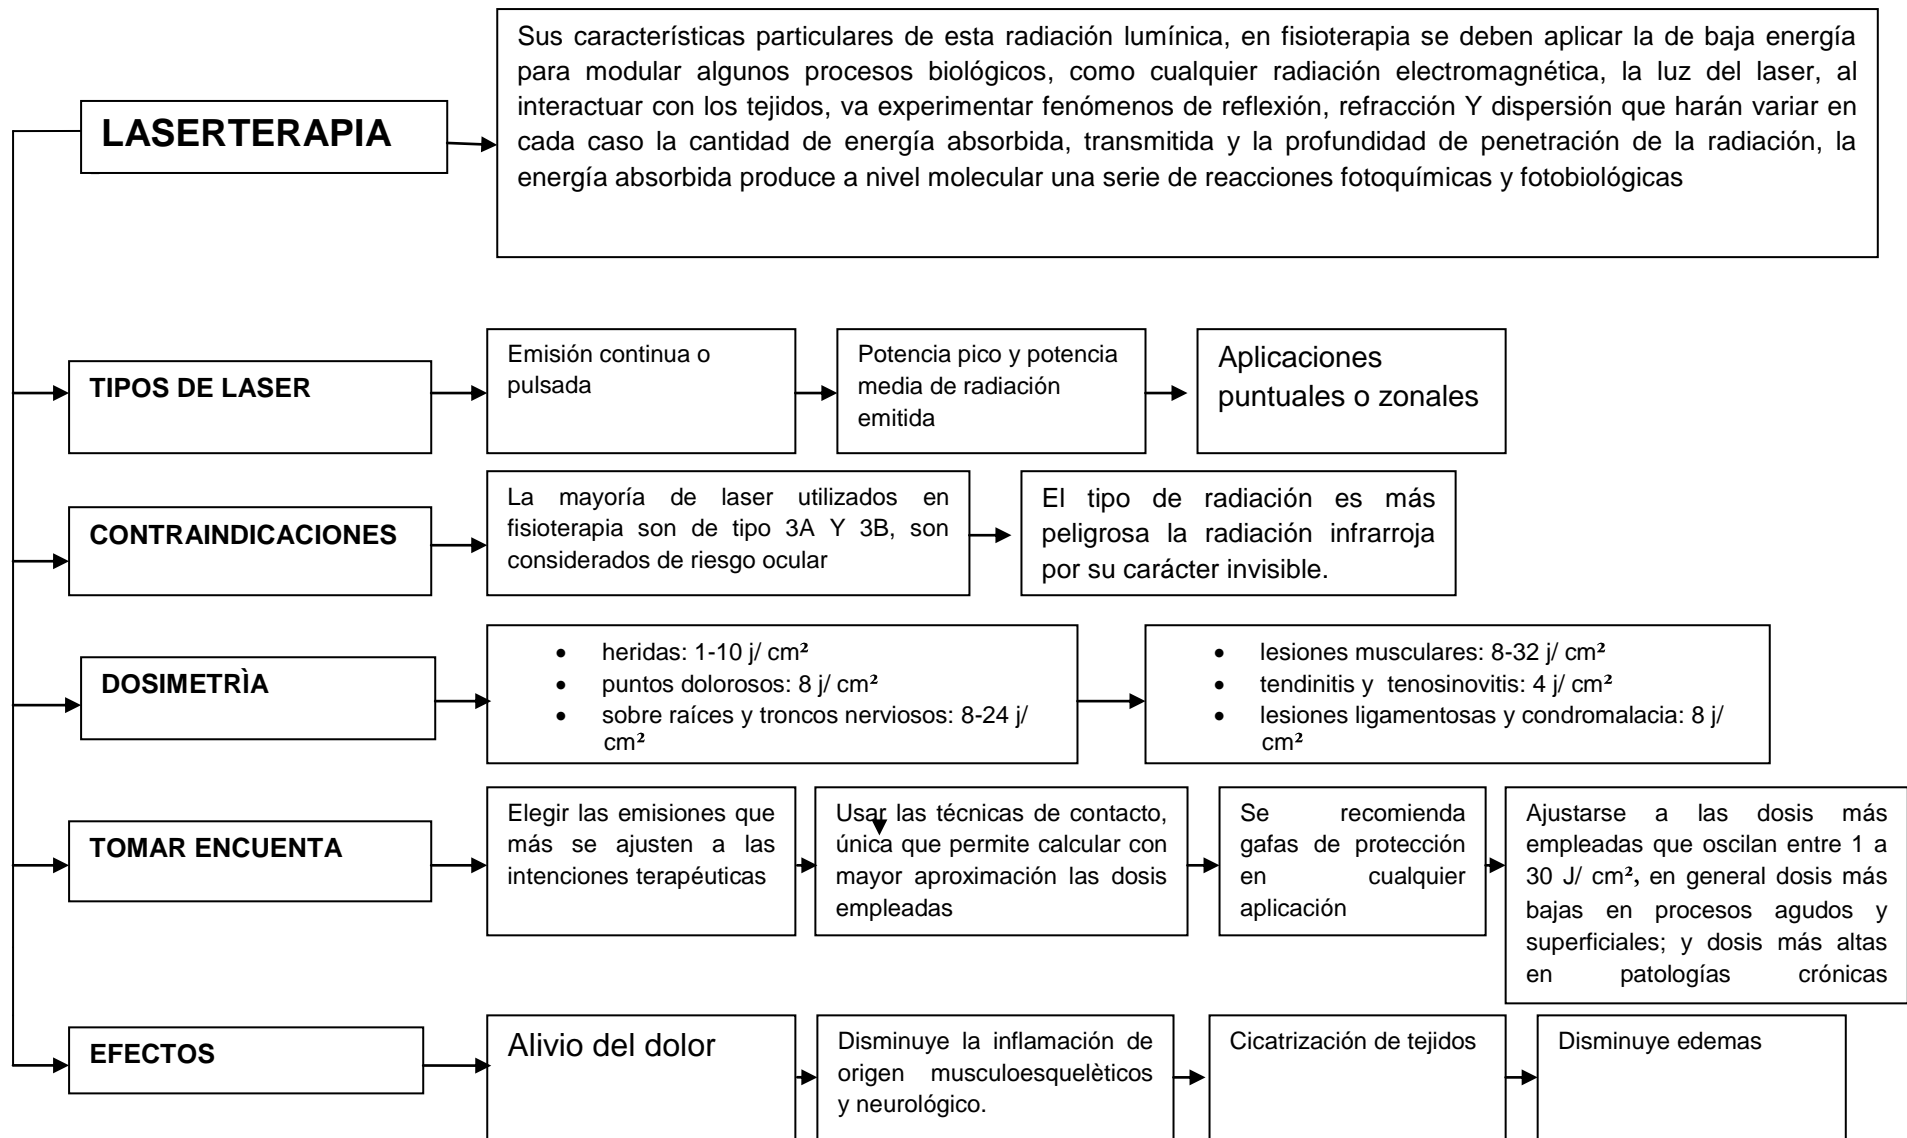 LASERTERAPIA
Sus características particulares de esta radiación lumínica, en fisioterapia se deben aplicar la de baja energía
para modular algunos procesos biológicos, como cualquier radiación electromagnética, la luz del laser, al
interactuar con los tejidos, va experimentar fenómenos de reflexión, refracción Y dispersión que harán variar en
cada caso la cantidad de energía absorbida, transmitida y la profundidad de penetración de la radiación, la
energía absorbida produce a nivel molecular una serie de reacciones fotoquímicas y fotobiológicas
TIPOS DE LASER
Emisión continua o
pulsada
Potencia pico y potencia
media de radiación
emitida
Aplicaciones
puntuales o zonales
CONTRAINDICACIONES
La mayoría de laser utilizados en
fisioterapia son de tipo 3A Y 3B, son
considerados de riesgo ocular
El tipo de radiación es más
peligrosa la radiación infrarroja
por su carácter invisible.
DOSIMETRÌA
• heridas: 1-10 j/ cm²
• puntos dolorosos: 8 j/ cm²
• sobre raíces y troncos nerviosos: 8-24 j/
cm²
• lesiones musculares: 8-32 j/ cm²
• tendinitis y tenosinovitis: 4 j/ cm²
• lesiones ligamentosas y condromalacia: 8 j/
cm²
TOMAR ENCUENTA
Elegir las emisiones que
más se ajusten a las
intenciones terapéuticas
Usar las técnicas de contacto,
única que permite calcular con
mayor aproximación las dosis
empleadas
Se recomienda
gafas de protección
en cualquier
aplicación
Ajustarse a las dosis más
empleadas que oscilan entre 1 a
30 J/ cm², en general dosis más
bajas en procesos agudos y
superficiales; y dosis más altas
en patologías crónicas
EFECTOS
Alivio del dolor
Disminuye la inflamación de
origen musculoesquelèticos
y neurológico.
Cicatrización de tejidos
Disminuye edemas